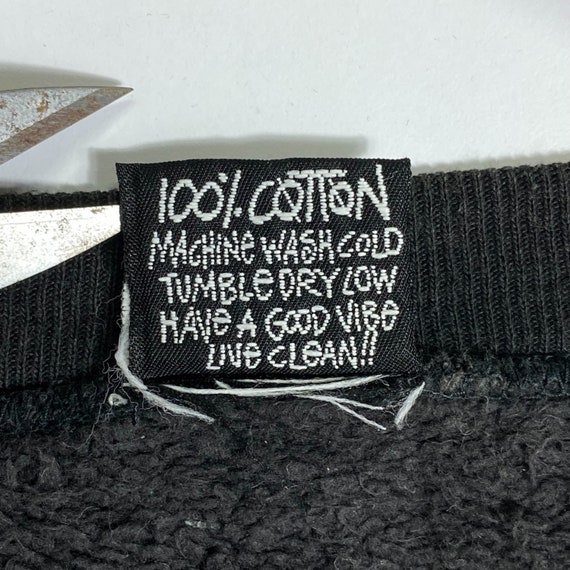 100% COTTON
MACHINE WASH COLD
TUMBLE DRY LOW
HAVE A GOOD VIBE
LIVE CLEAN!!